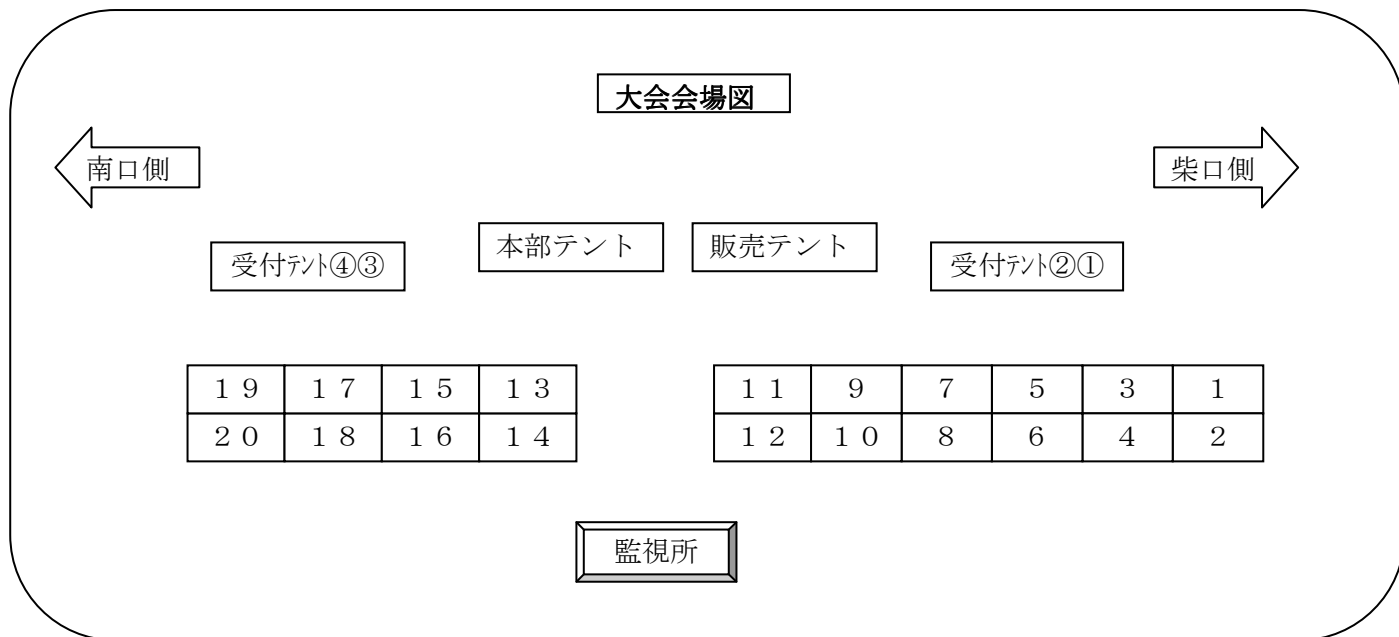 大会会場図
南口側
柴口側
本部テント
販売テント
受付ﾃﾝﾄ④③
受付ﾃﾝﾄ②①
１９ １７ １５ １３ １１ ９ ７ ５ ３ １
２０ １８ １６ １４ １２ １０ ８ ６ ４ ２
監視所